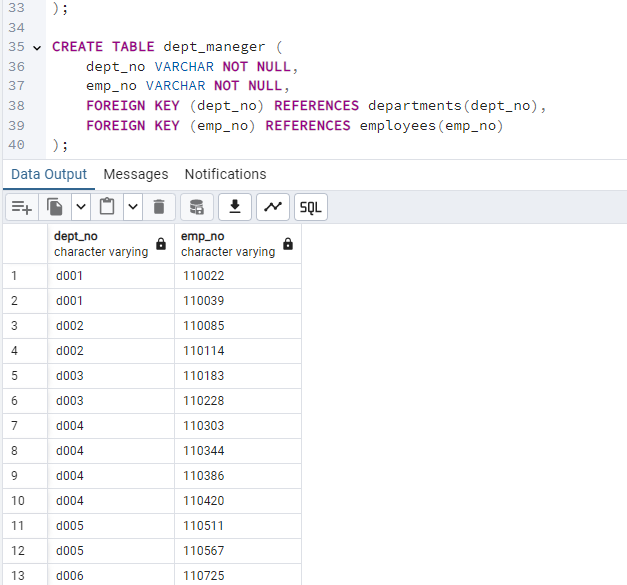 33 );
34
35 CREATE TABLE dept_maneger (
36 dept_no VARCHAR NOT NULL,
37 emp_no VARCHAR NOT NULL,
38 FOREIGN KEY (dept_no) REFERENCES departments(dept_no),
39 FOREIGN KEY (emp_no) REFERENCES employees(emp_no)
40 );
Data Output Messages Notifications
SQL
dept_no emp_no
character varying character varying
1 d001 110022
2 d001 110039
3 d002 110085
4 d002 110114
5 d003 110183
6 d003 110228
7 d004 110303
8 d004 110344
9 d004 110386
10 d004 110420
11 d005 110511
12 d005 110567
13 d006 110725